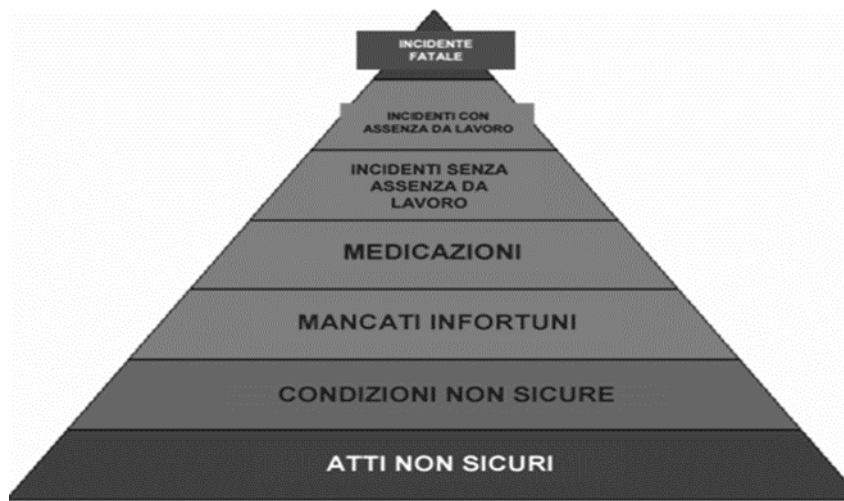 INCIDENTE
FATALE
INCIDENTI CON
ASSENZA DA LAVORO
INCIDENTI SENZA
ASSENZA DA
LAVORO
MEDICAZIONI
MANCATI INFORTUNI
CONDIZIONI NON SICURE
ATTI NON SICURI